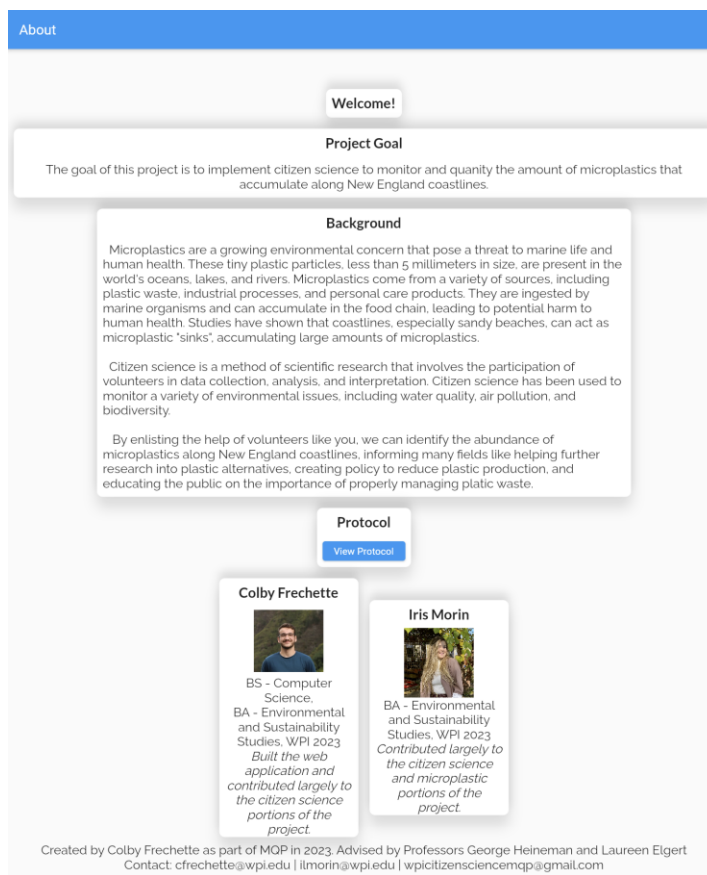 About
Welcome!
Project Goal
The goal of this project is to implement citizen science to monitor and quanity the amount of microplastics that
accumulate along New England coastlines.
Background
Microplastics are a growing environmental concern that pose a threat to marine life and
human health. These tiny plastic particles, less than 5 millimeters in size, are present in the
world's oceans, lakes, and rivers. Microplastics come from a variety of sources, including
plastic waste, industrial processes, and personal care products. They are ingested by
marine organisms and can accumulate in the food chain, leading to potential harm to
human health. Studies have shown that coastlines, especially sandy beaches, can act as
microplastic "sinks", accumulating large amounts of microplastics.
Citizen science is a method of scientific research that involves the participation of
volunteers in data collection, analysis, and interpretation. Citizen science has been used to
monitor a variety of environmental issues, including water quality, air pollution, and
biodiversity.
By enlisting the help of volunteers like you, we can identify the abundance of
microplastics along New England coastlines, informing many fields like helping further
research into plastic alternatives, creating policy to reduce plastic production, and
educating the public on the importance of properly managing platic waste.
Protocol
View Protocol
Colby Frechette
BS - Computer
Science,
BA - Environmental
and Sustainability
Studies, WPI 2023
Built the web
application and
contributed largely to
the citizen science
portions of the
project.
Iris Morin
BA - Environmental
and Sustainability
Studies, WPI 2023
Contributed largely to
the citizen science
and microplastic
portions of the
project.
Created by Colby Frechette as part of MQP in 2023. Advised by Professors George Heineman and Laureen Elgert
Contact: cfrechette@wpi.edu | ilmorin@wpi.edu | wpicitizensciencemqp@gmail.com